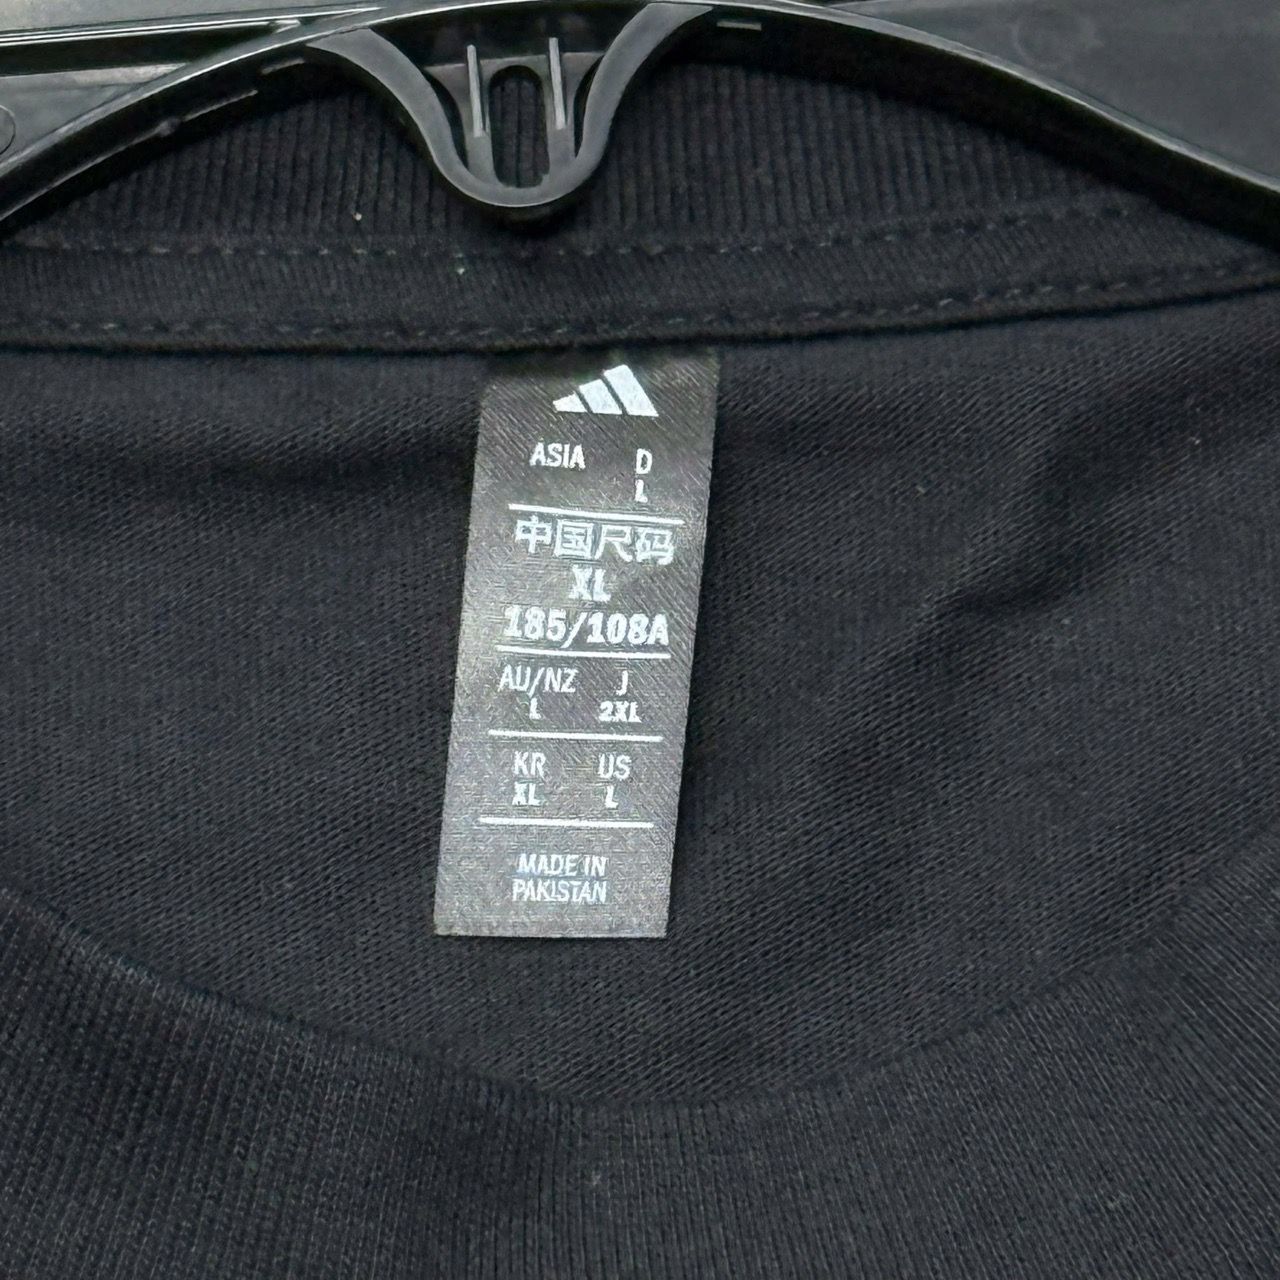 ASIA D
L
中国尺码
XL
185/108A
AU/NZ J
L 2XL
KR US
XL L
MADE IN
PAKISTAN